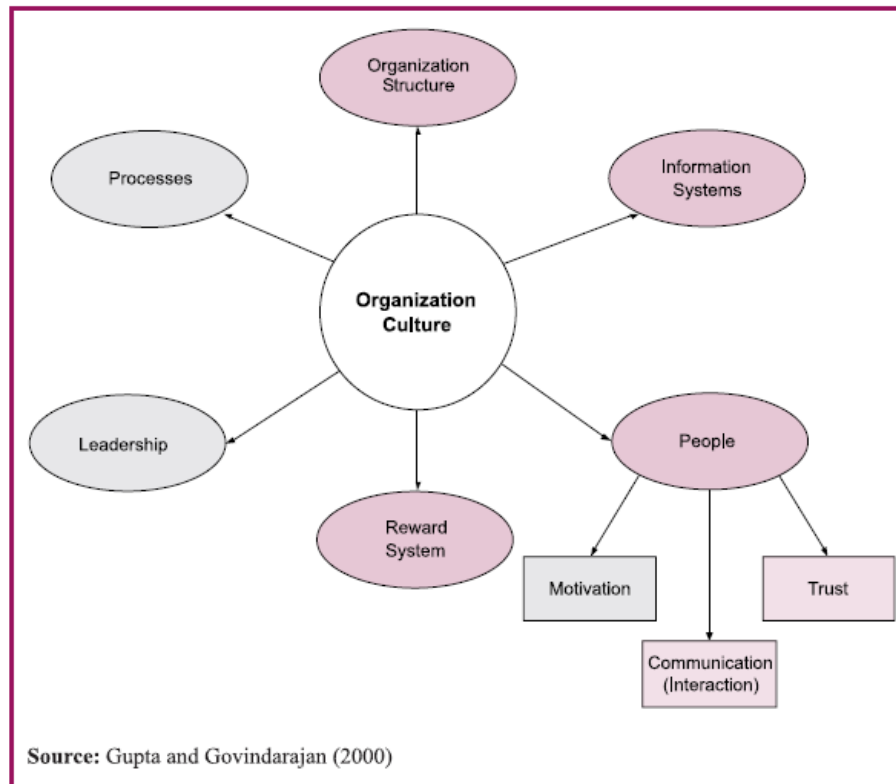 Organization
Structure
Processes
Information
Systems
Organization
Culture
Leadership
People
Reward
System
Motivation
Trust
Communication
(Interaction)
Source: Gupta and Govindarajan (2000)